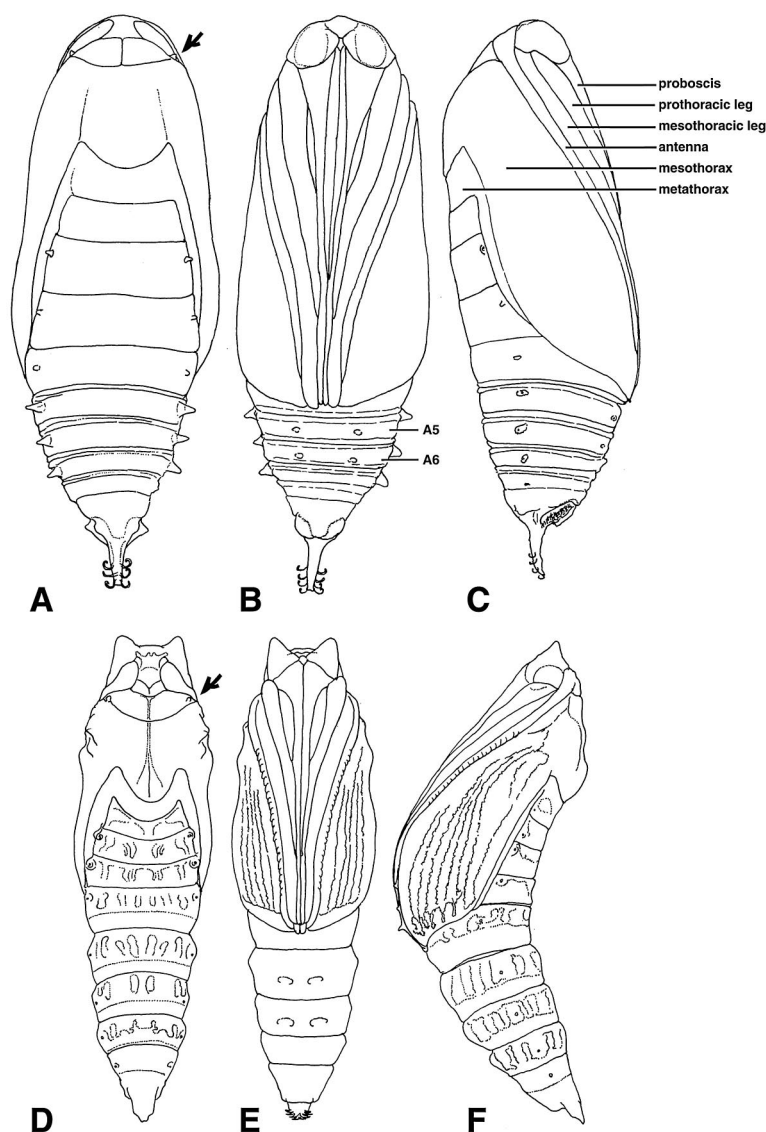 proboscis
prothoracic leg
mesothoracic leg
antenna
mesothorax
metathorax
A5
A6
A
B
C
D
E
F